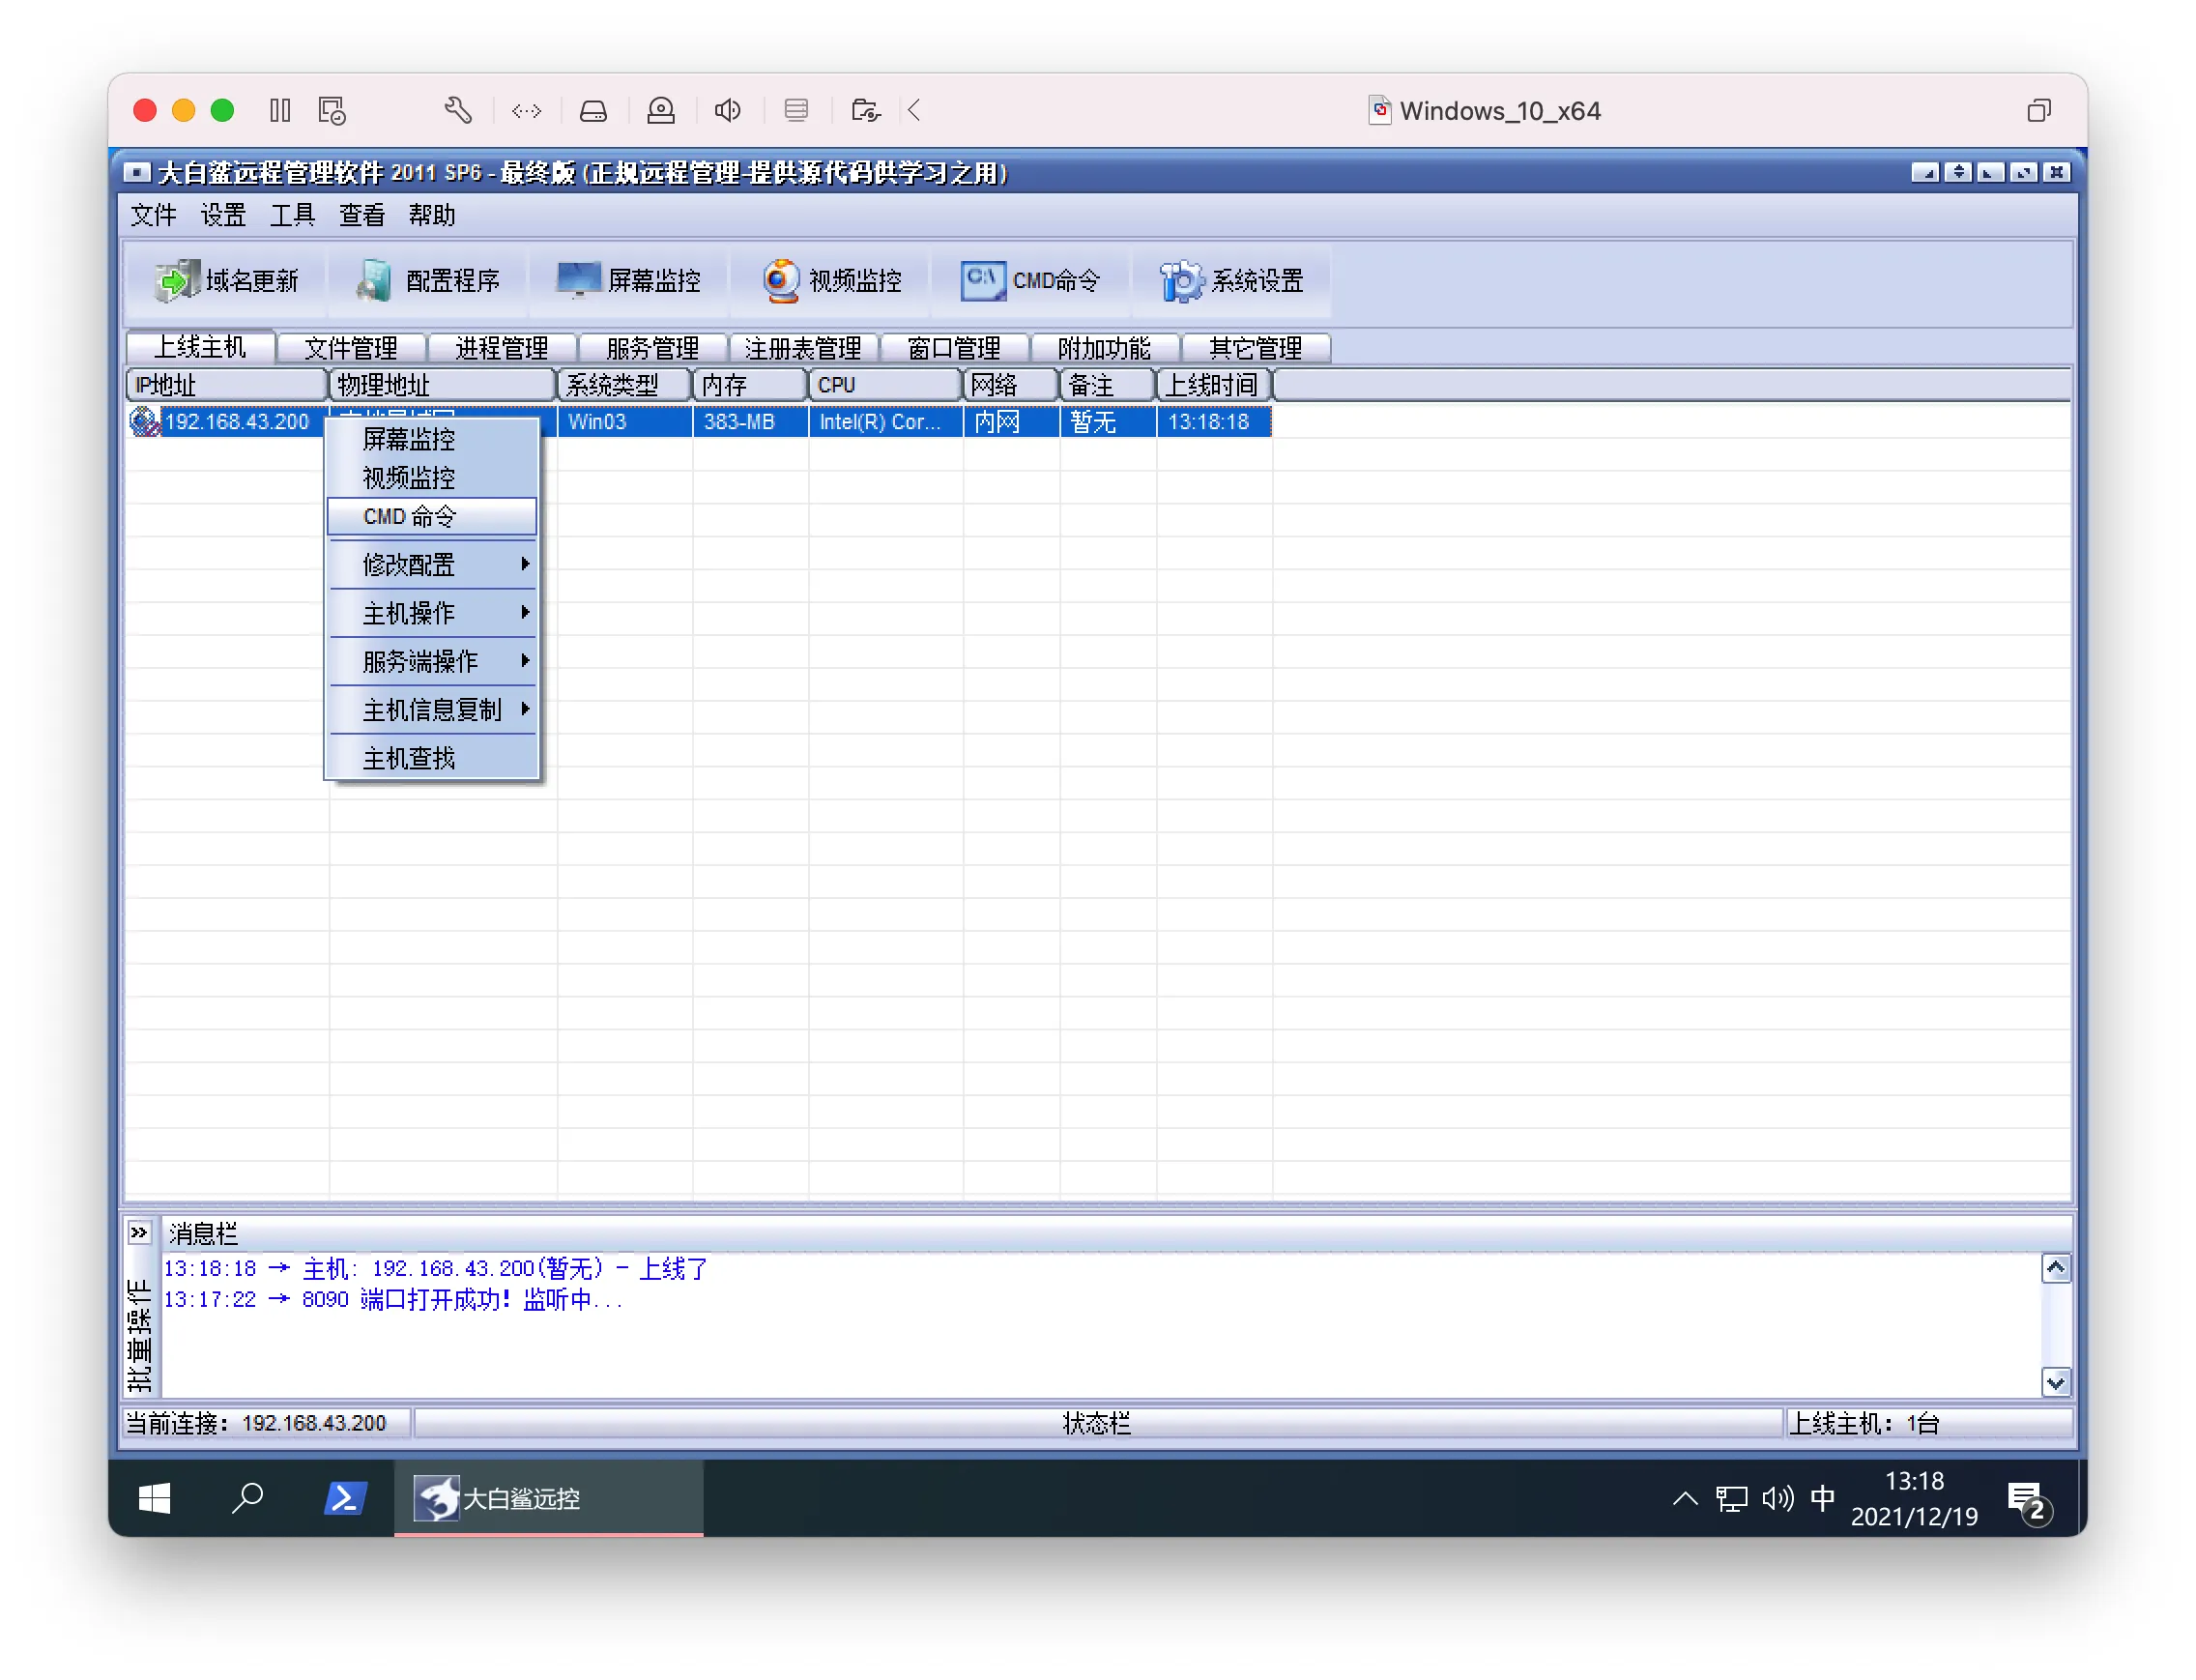 Windows_10_x64
大白鲨远程管理软件 2011 SP6 - 最终版 (正规远程管理-提供源代码供学习之用)
文件 设置 工具 查看 帮助
域名更新 配置程序 屏幕监控 视频监控 C:\ CMD命令 系统设置
上线主机 文件管理 进程管理 服务管理 注册表管理 窗口管理 附加功能 其它管理
IP地址 物理地址 系统类型 内存 CPU 网络 备注 上线时间
192.168.43.200 Win03 383-MB Intel(R) Cor... 内网 暂无 13:18:18
屏幕监控
视频监控
CMD 命令
修改配置
主机操作
服务端操作
主机信息复制
主机查找
消息栏
13:18:18 → 主机: 192.168.43.200(暂无) - 上线了
13:17:22 → 8090 端口打开成功! 监听中...
批量操作
当前连接: 192.168.43.200 状态栏 上线主机: 1台
大白鲨远控 中 13:18
2021/12/19 2